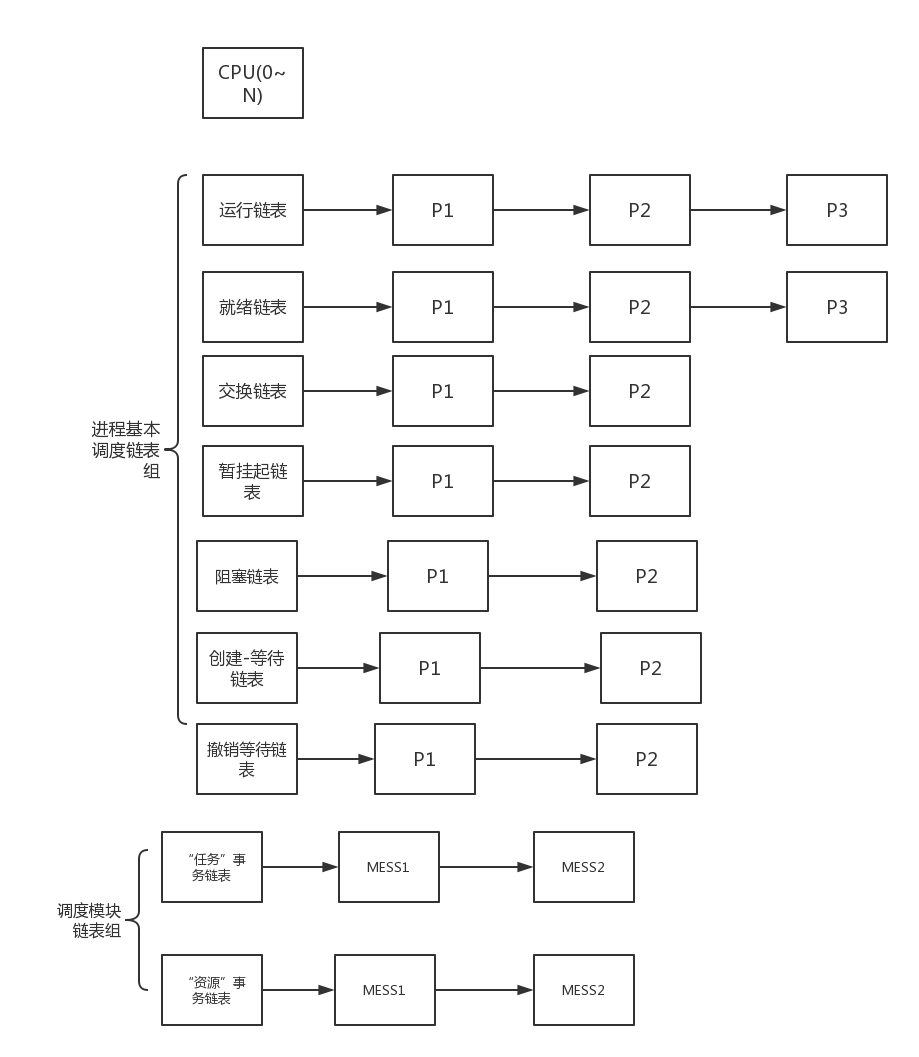 CPU(0~
N)
运行链表
P1
P2
P3
就绪链表
P1
P2
P3
交换链表
P1
P2
进程基本
调度链表
组
暂挂起链
表
P1
P2
阻塞链表
P1
P2
创建-等待
链表
P1
P2
撤销等待链
表
P1
P2
“任务”事
务链表
MESS1
MESS2
调度模块
链表组
“资源”事
务链表
MESS1
MESS2